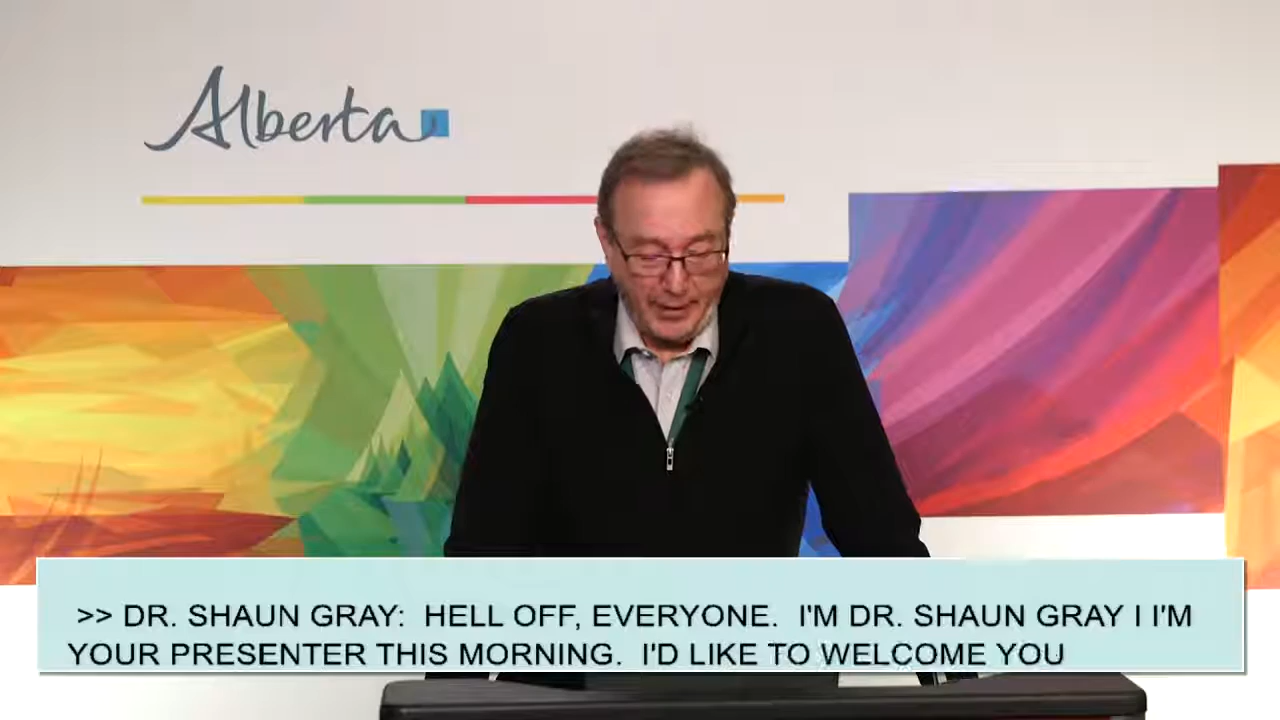 Alberta
>> DR. SHAUN GRAY:  HELL OFF, EVERYONE.  I'M DR. SHAUN GRAY I I'M
YOUR PRESENTER THIS MORNING.  I'D LIKE TO WELCOME YOU